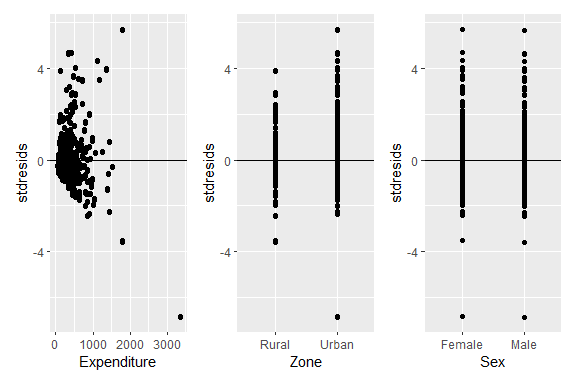 stdresids
4
0
-4
0
1000
2000
3000
Expenditure
stdresids
4
0
-4
Rural
Urban
Zone
stdresids
4
0
-4
Female
Male
Sex